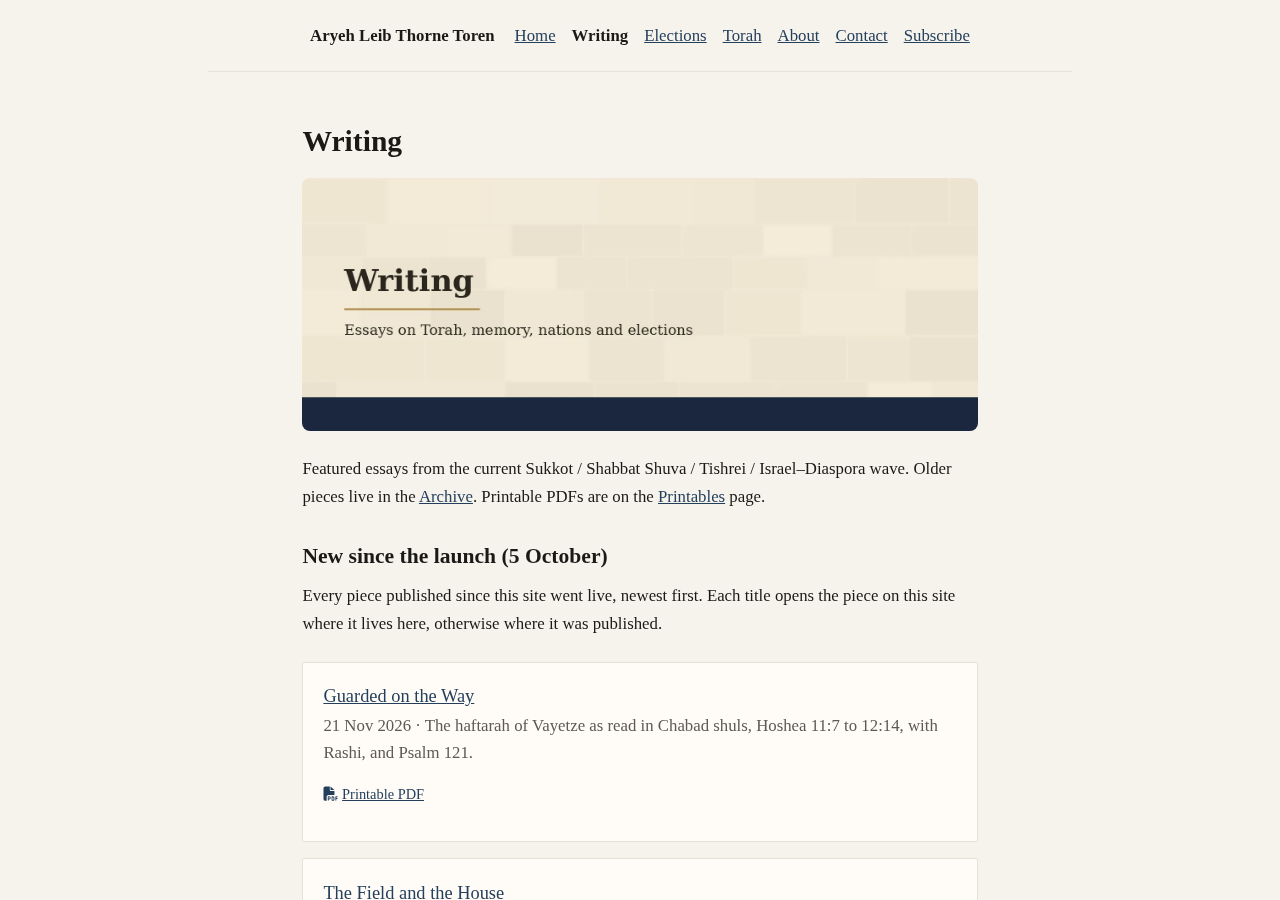 Aryeh Leib Thorne Toren Home Writing Elections Torah About Contact Subscribe
Writing
Writing
Essays on Torah, memory, nations and elections
Featured essays from the current Sukkot / Shabbat Shuva / Tishrei / Israel–Diaspora wave. Older
pieces live in the Archive. Printable PDFs are on the Printables page.
New since the launch (5 October)
Every piece published since this site went live, newest first. Each title opens the piece on this site
where it lives here, otherwise where it was published.
Guarded on the Way
21 Nov 2026 · The haftarah of Vayetze as read in Chabad shuls, Hoshea 11:7 to 12:14, with
Rashi, and Psalm 121.
Printable PDF
The Field and the House